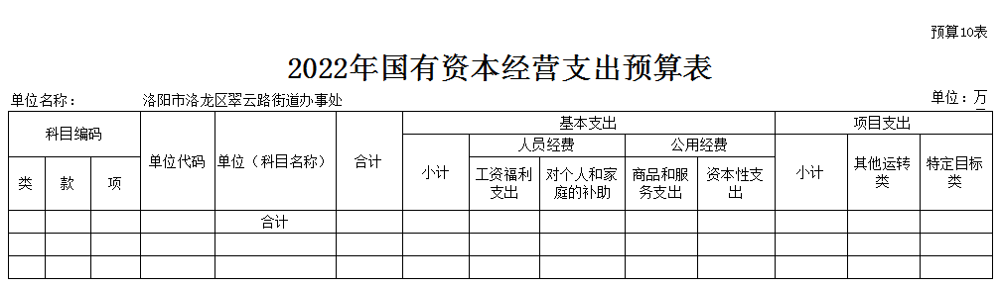 预算10表
2022年国有资本经营支出预算表
单位名称： 洛阳市洛龙区翠云路街道办事处 单位：万
科目编码 单位代码 单位（科目名称） 合计 基本支出 项目支出
人员经费 公用经费
类 款 项 小计 工资福利支出 对个人和家庭的补助 商品和服务支出 资本性支出 小计 其他运转类 特定目标类
合计